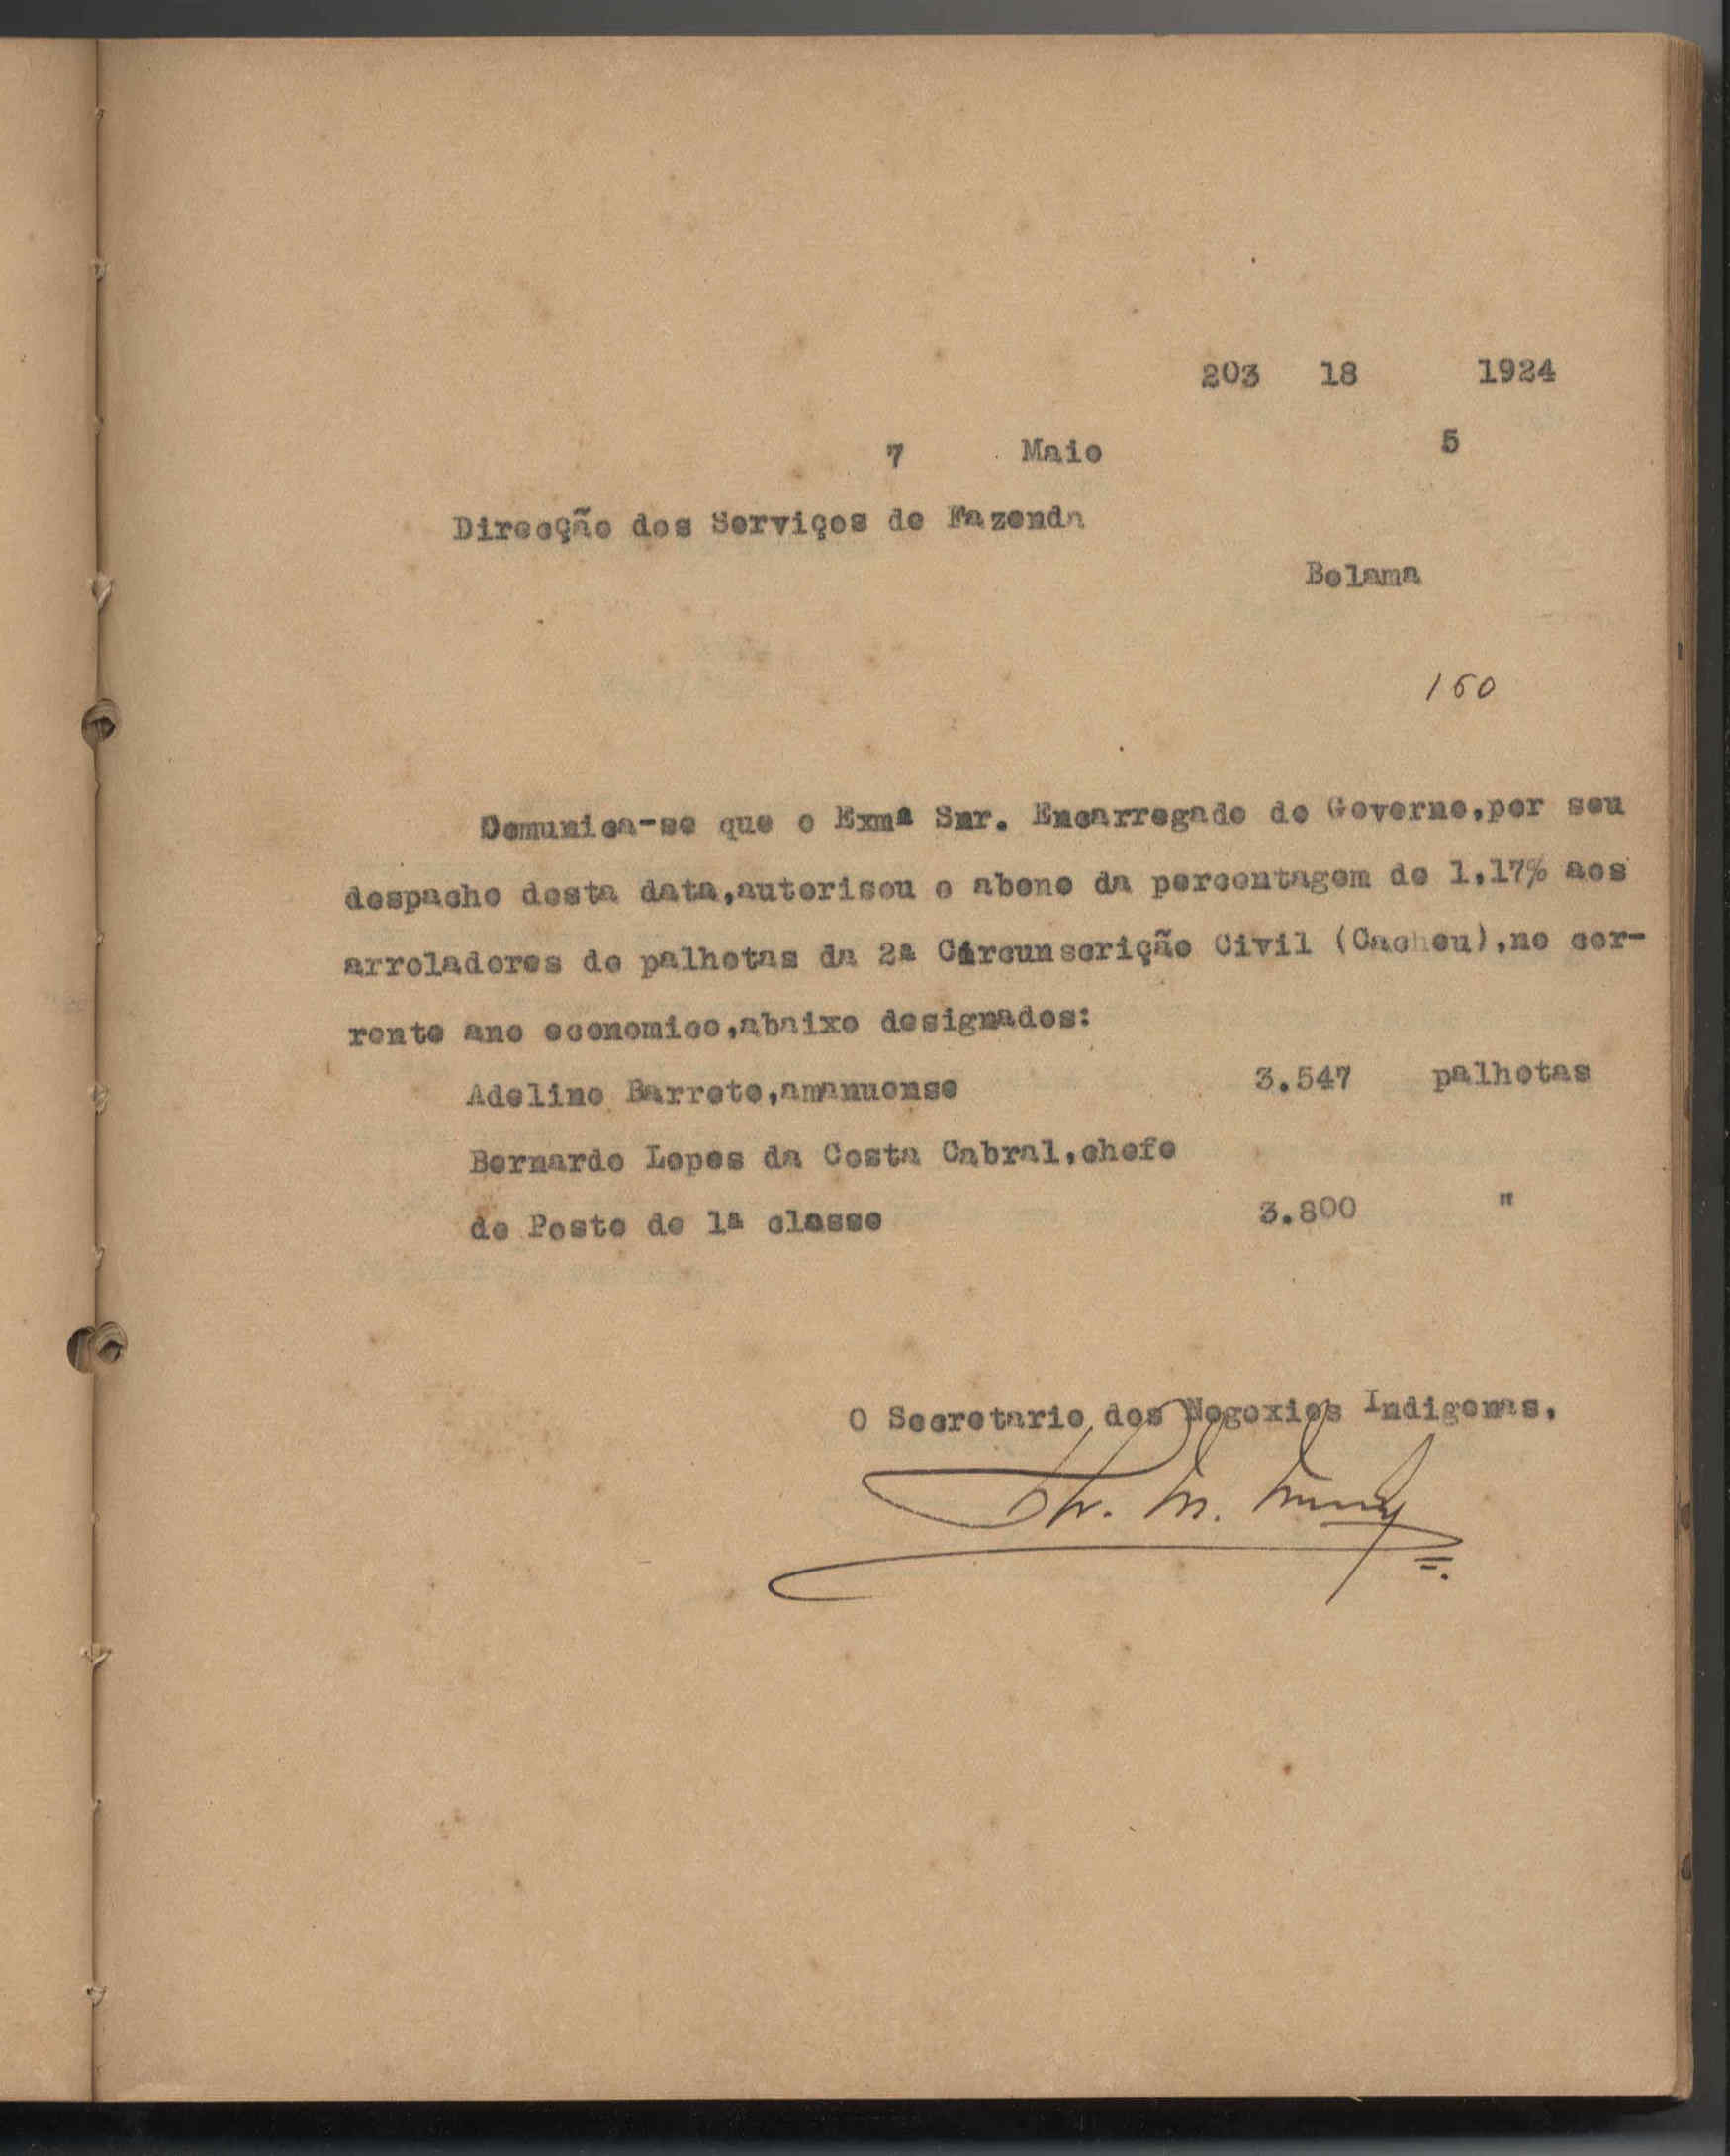 203 18 1924
7 Maio 5
Direcção dos Serviços de Fazenda
Bolama
160
Comunica-se que o Exmª Snr. Encarregado do Governo,por seu
despacho desta data,autorisou o abono da percentagem de 1,17% aos
arroladores de palhotas da 2ª Circunscrição Civil (Cacheu),no cor-
rente ano economico,abaixo designados:
Adelino Barreto,amanuense 3.547 palhotas
Bernardo Lopes da Costa Cabral,chefe
de Posto de 1ª classe 3.800 "
O Secretario dos Negoxios Indigenas,